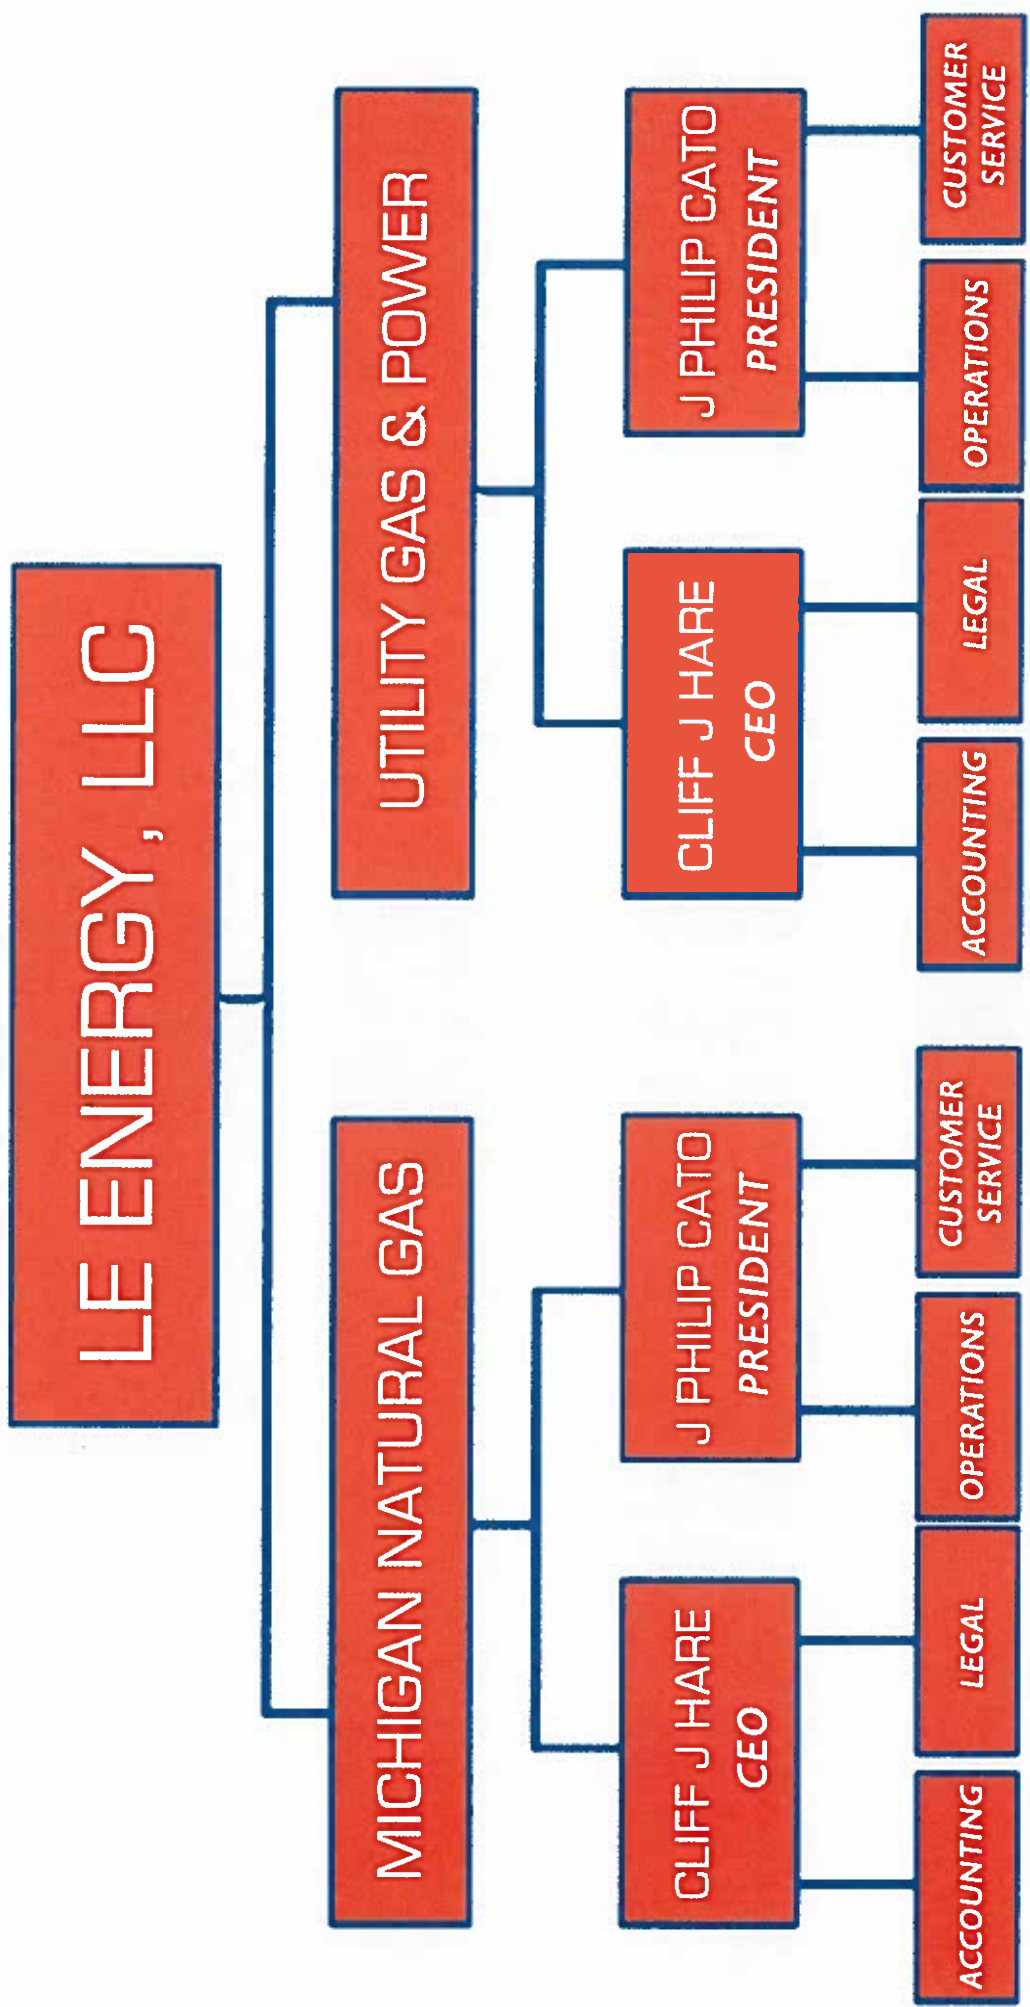 LE ENERGY, LLC
MICHIGAN NATURAL GAS
UTILITY GAS & POWER
CLIFF J HARE
CEO
J PHILIP CATO
PRESIDENT
CLIFF J HARE
CEO
J PHILIP CATO
PRESIDENT
ACCOUNTING
LEGAL
OPERATIONS
CUSTOMER
SERVICE
ACCOUNTING
LEGAL
OPERATIONS
CUSTOMER
SERVICE